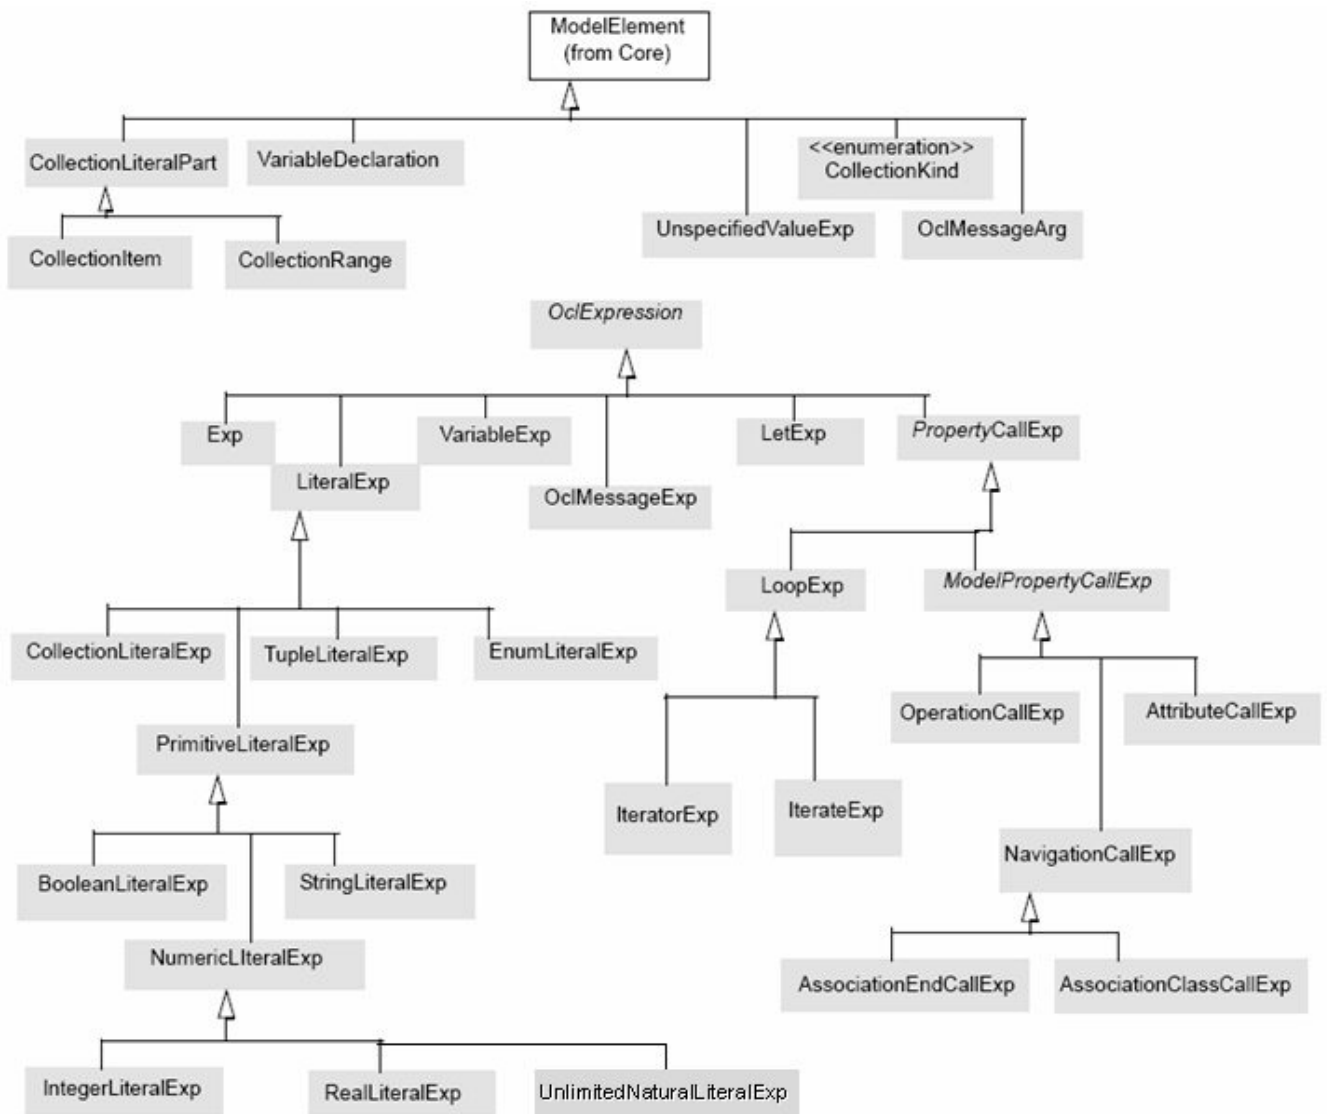 ModelElement
(from Core)
CollectionLiteralPart
VariableDeclaration
<<enumeration>>
CollectionKind
UnspecifiedValueExp
OclMessageArg
CollectionItem
CollectionRange
OclExpression
Exp
VariableExp
LetExp
PropertyCallExp
LiteralExp
OclMessageExp
LoopExp
ModelPropertyCallExp
CollectionLiteralExp
TupleLiteralExp
EnumLiteralExp
OperationCallExp
AttributeCallExp
PrimitiveLiteralExp
IteratorExp
IterateExp
NavigationCallExp
BooleanLiteralExp
StringLiteralExp
NumericLIteralExp
AssociationEndCallExp
AssociationClassCallExp
IntegerLiteralExp
RealLiteralExp
UnlimitedNaturalLiteralExp